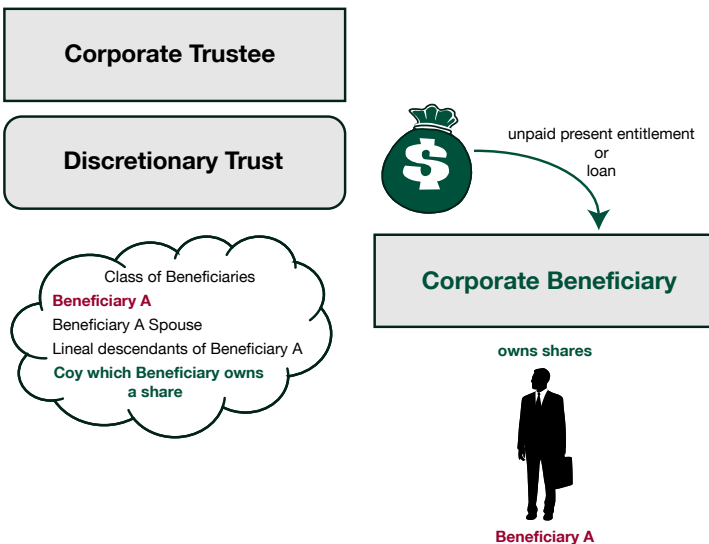 Corporate Trustee
Discretionary Trust
Class of Beneficiaries
Beneficiary A
Beneficiary A Spouse
Lineal descendants of Beneficiary A
Coy which Beneficiary owns
a share
$
unpaid present entitlement
or
loan
Corporate Beneficiary
owns shares
Beneficiary A